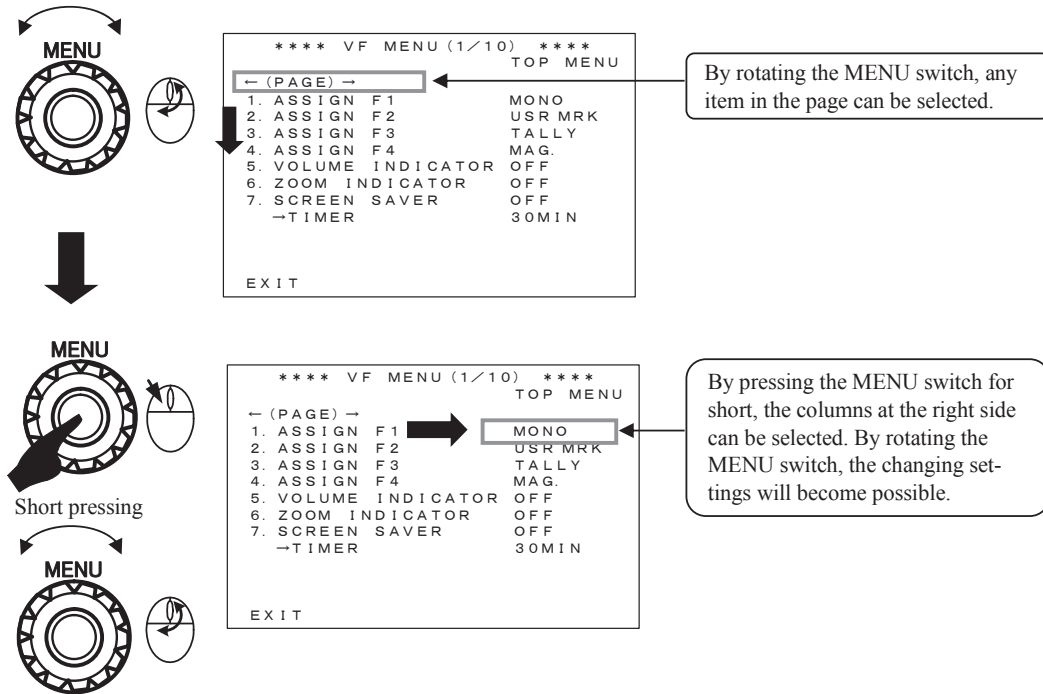 MENU
**** VF MENU (1/10) ****
TOP MENU
← (PAGE) →
1. ASSIGN F1 MONO
2. ASSIGN F2 USR MRK
3. ASSIGN F3 TALLY
4. ASSIGN F4 MAG.
5. VOLUME INDICATOR OFF
6. ZOOM INDICATOR OFF
7. SCREEN SAVER OFF
→TIMER 30MIN
EXIT
By rotating the MENU switch, any
item in the page can be selected.
MENU
Short pressing
MENU
**** VF MENU (1/10) ****
TOP MENU
← (PAGE) →
1. ASSIGN F1 MONO
2. ASSIGN F2 USR MRK
3. ASSIGN F3 TALLY
4. ASSIGN F4 MAG.
5. VOLUME INDICATOR OFF
6. ZOOM INDICATOR OFF
7. SCREEN SAVER OFF
→TIMER 30MIN
EXIT
By pressing the MENU switch for
short, the columns at the right side
can be selected. By rotating the
MENU switch, the changing set-
tings will become possible.